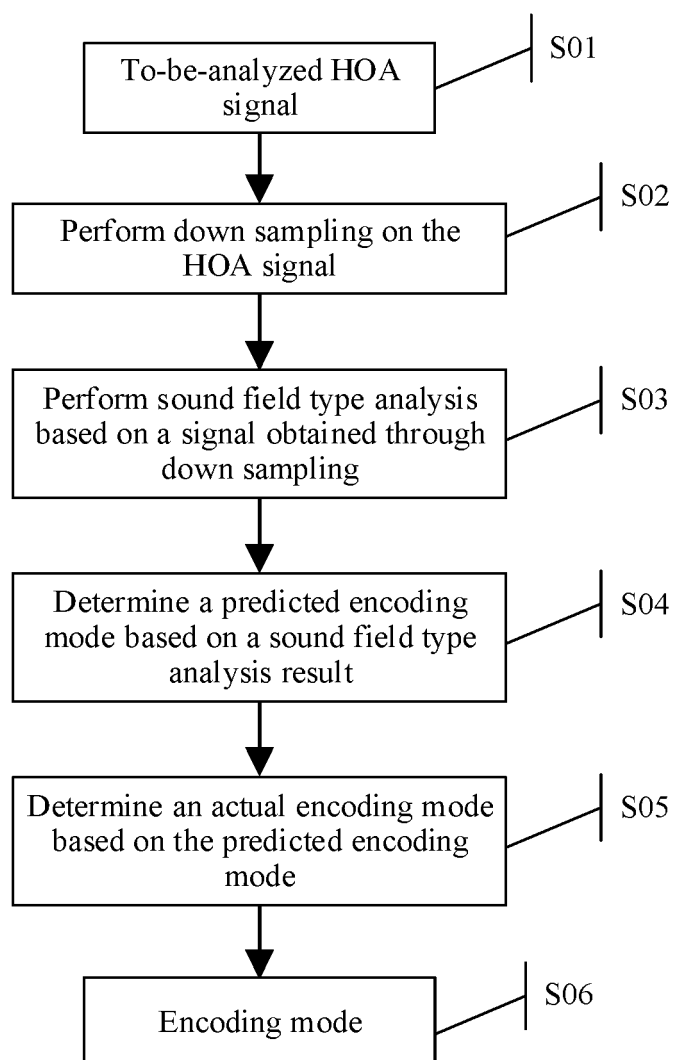 To-be-analyzed HOA
signal
S01
Perform down sampling on the
HOA signal
S02
Perform sound field type analysis
based on a signal obtained through
down sampling
S03
Determine a predicted encoding
mode based on a sound field type
analysis result
S04
Determine an actual encoding mode
based on the predicted encoding
mode
S05
Encoding mode
S06